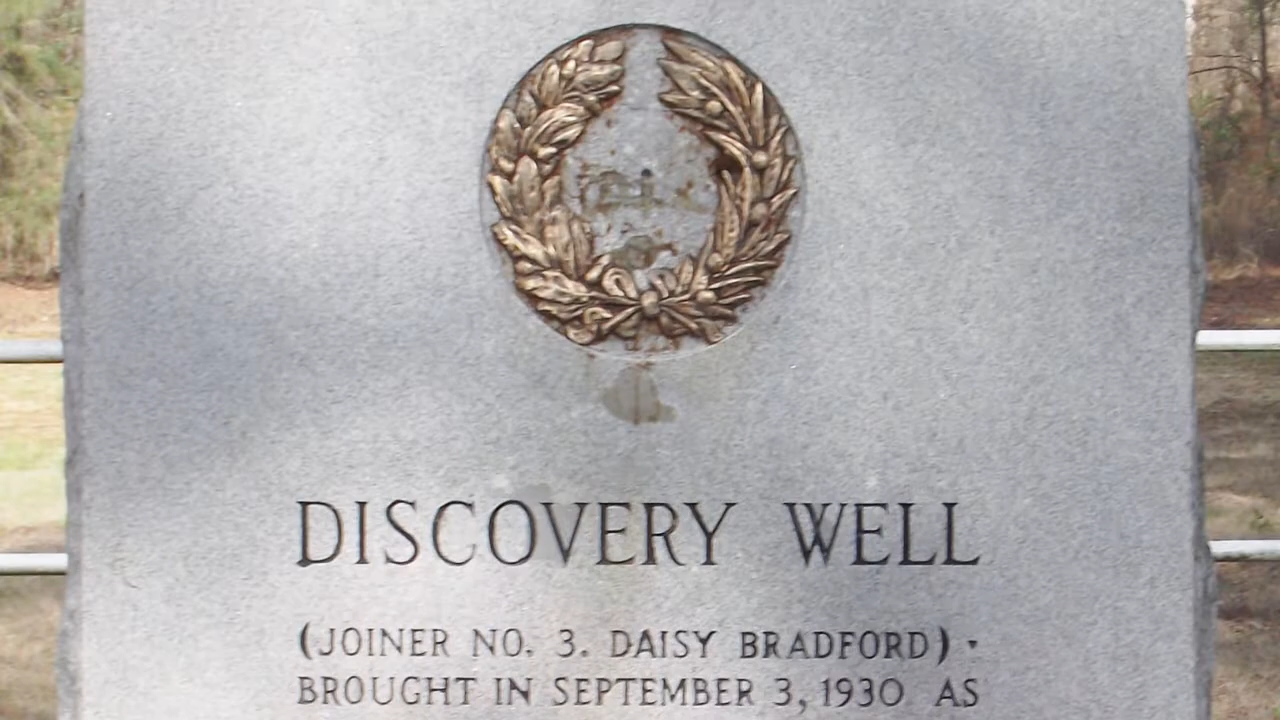 DISCOVERY WELL
(JOINER NO. 3. DAISY BRADFORD) •
BROUGHT IN SEPTEMBER 3, 1930 AS